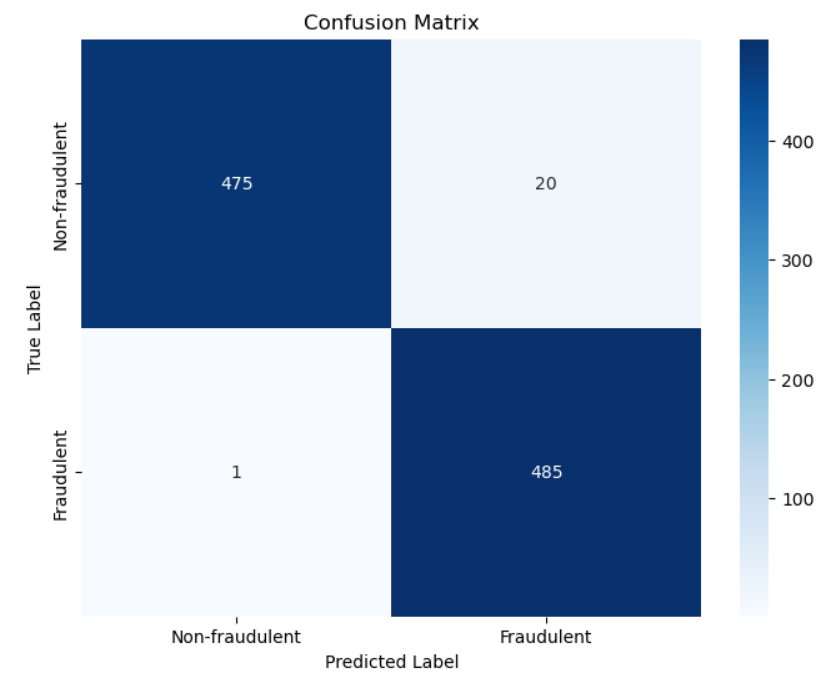 Confusion Matrix
Non-fraudulent
475
20
400
300
True Label
200
Fraudulent
1
485
100
Non-fraudulent
Fraudulent
Predicted Label